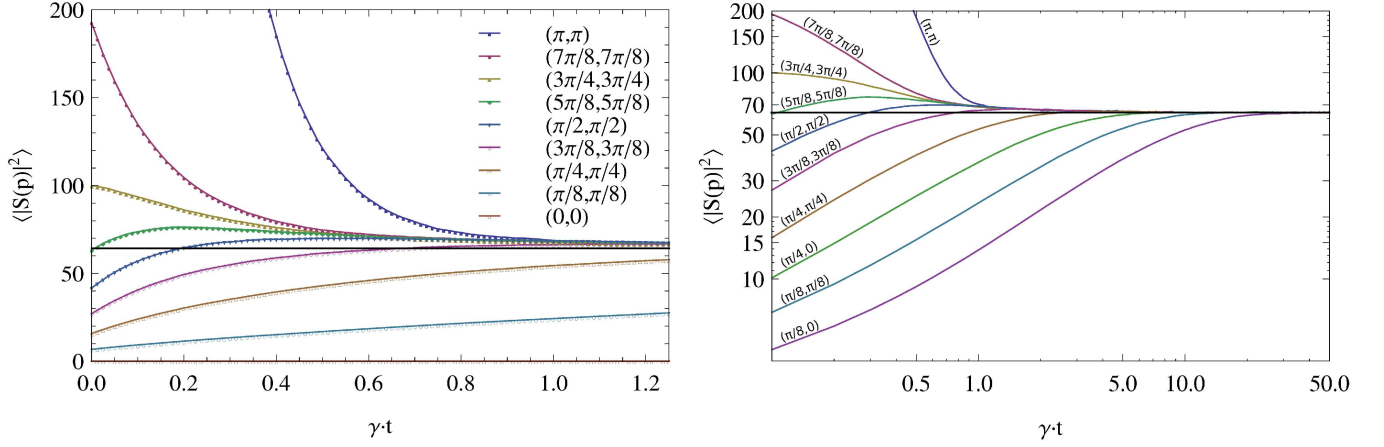 200
150
100
50
0
⟨|S(p)|²⟩
0.0 0.2 0.4 0.6 0.8 1.0 1.2
γ·t
(π,π)
(7π/8,7π/8)
(3π/4,3π/4)
(5π/8,5π/8)
(π/2,π/2)
(3π/8,3π/8)
(π/4,π/4)
(π/8,π/8)
(0,0)
200
150
100
70
50
30
20
15
10
⟨|S(p)|²⟩
(7π/8,7π/8)
(π,π)
(3π/4,3π/4)
(5π/8,5π/8)
(π/2,π/2)
(3π/8,3π/8)
(π/4,π/4)
(π/4,0)
(π/8,π/8)
(π/8,0)
0.5 1.0 5.0 10.0 50.0
γ·t